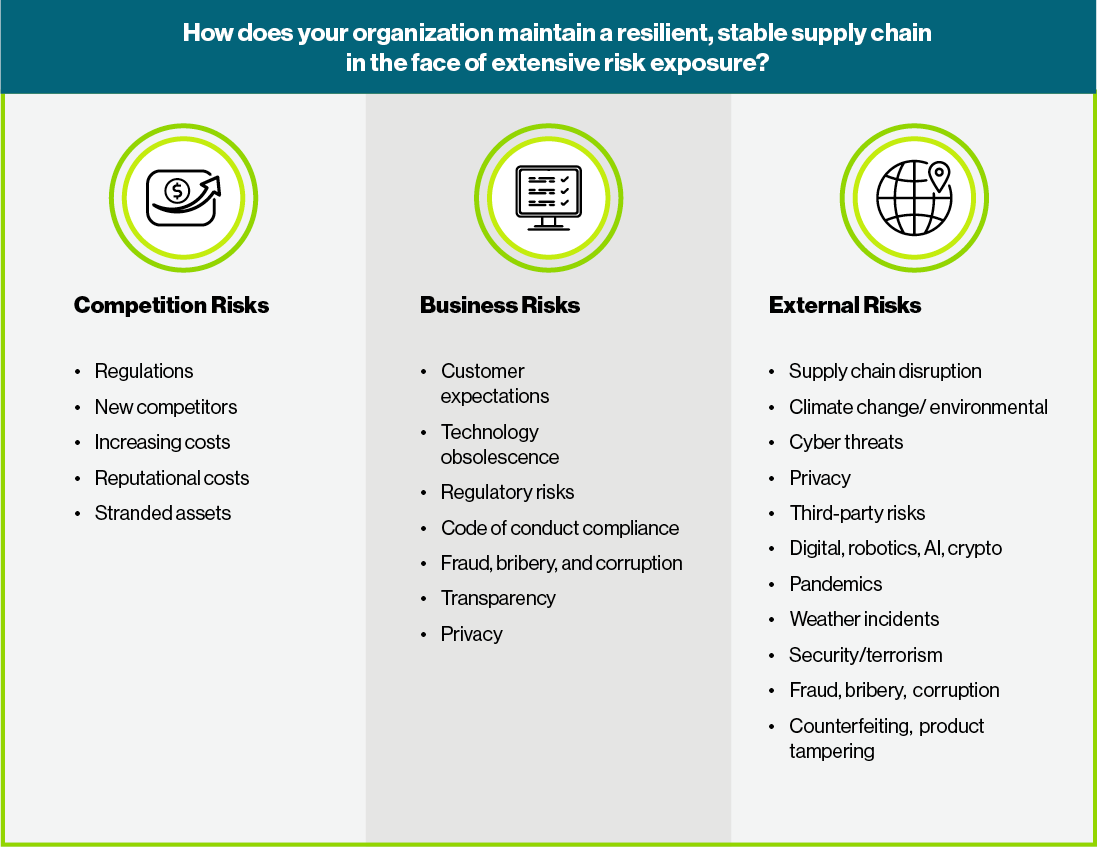 How does your organization maintain a resilient, stable supply chain
in the face of extensive risk exposure?
$
Competition Risks
• Regulations
• New competitors
• Increasing costs
• Reputational costs
• Stranded assets
Business Risks
• Customer
expectations
• Technology
obsolescence
• Regulatory risks
• Code of conduct compliance
• Fraud, bribery, and corruption
• Transparency
• Privacy
External Risks
• Supply chain disruption
• Climate change/ environmental
• Cyber threats
• Privacy
• Third-party risks
• Digital, robotics, AI, crypto
• Pandemics
• Weather incidents
• Security/terrorism
• Fraud, bribery, corruption
• Counterfeiting, product
tampering